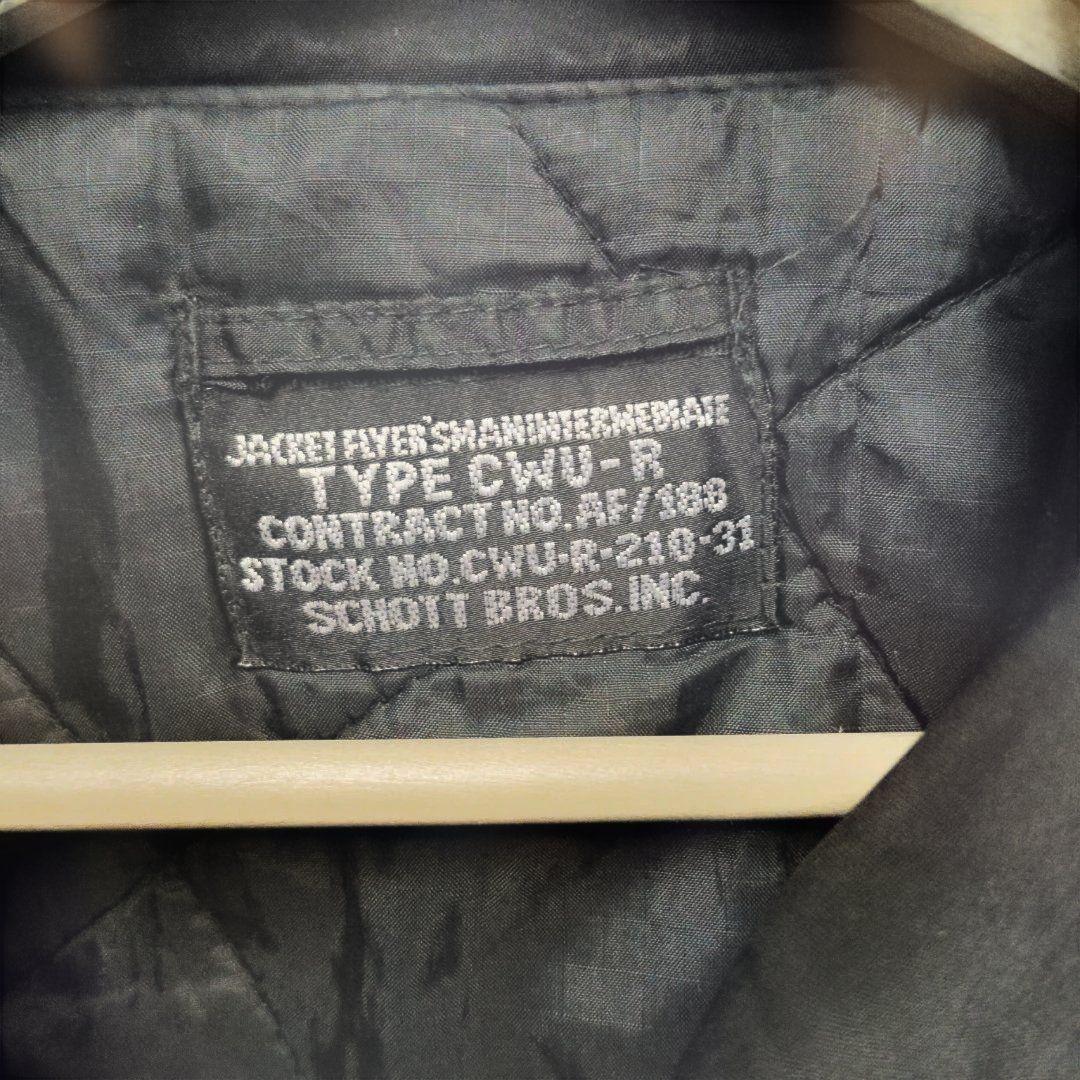 JACKET FLYER'S MAN INTERMEDIATE
TYPE CWU-R
CONTRACT NO. AF/188
STOCK NO. CWU-R-210-31
SCHOTT BROS. INC.